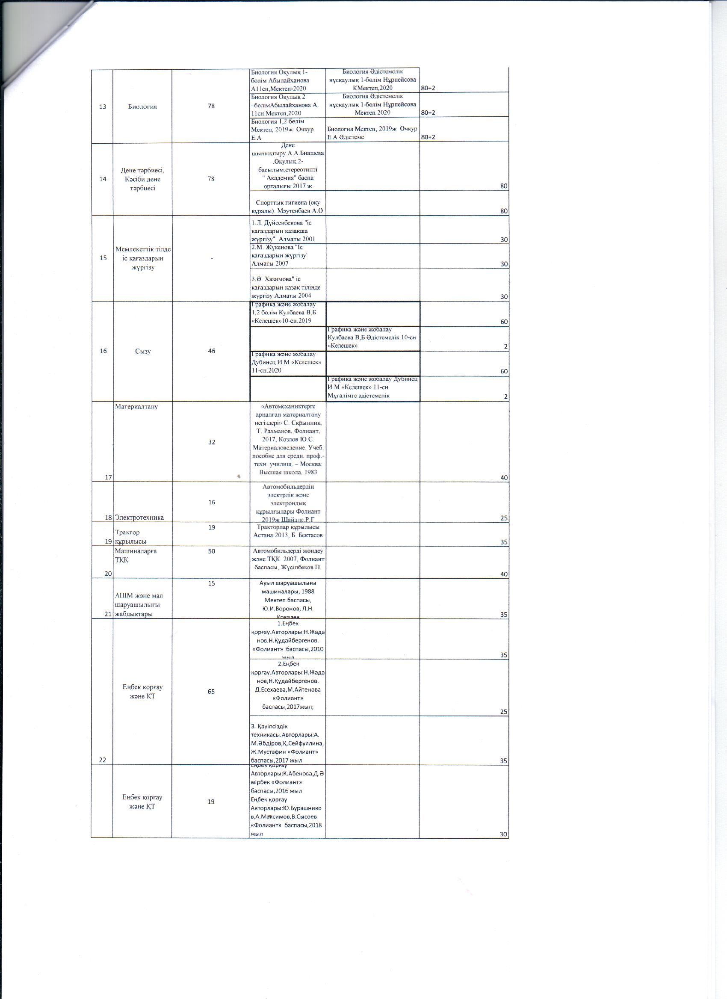 13
Биология
78
Биология Оқулық 1-
бөлім Абылайханова
А11сн,Мектеп-2020
Биология Әдістемелік
нұсқаулық 1-бөлім Нұрпейсова
КМектеп,2020
80+2
Биология Оқулық 2
–бөлімАбылайханова А.
11сн.Мектеп,2020
Биология Әдістемелік
нұсқаулық 1-бөлім Нұрпейсова
Мектеп 2020
80+2
Биология 1,2 бөлім
Мектеп, 2019ж Очкур
Е.А
Биология Мектеп, 2019ж Очкур
Е.А Әдістеме
80+2
14
Дене тәрбиесі,
Кәсіби дене
тәрбиесі
78
Дене
шынықтыру.А.А.Биашева
.Оқулық.2-
басылым,стереотипті
" Академия" баспа
орталығы 2017 ж
80
Спорттық гигиена (оқу
құралы). Мәутенбаев А.О
80
15
Мемлекеттік тілде
іс қағаздарын
жүргізу
-
1.Л. Дүйсенбекова "іс
қағаздарын қазақша
жүргізу" Алматы 2001
30
2.М. Жүкенова "Іс
қағаздарын жүргізу'
Алматы 2007
30
3.Ә. Хазимова" іс
қағаздарын қазақ тілінде
жүргізу Алматы 2004
30
16
Сызу
46
Графика және жобалау
1,2 бөлім Кулбаева В,Б
«Келешек»10-сн.2019
60
Графика және жобалау
Кулбаева В,Б Әдістемелік 10-сн
«Келешек»
2
Графика және жобалау
Дубинец И.М «Келешек»
11-сн.2020
60
Графика және жобалау Дубинец
И.М «Келешек» 11-сн
Мұғалімге әдістемелік
2
17
Материалтану
32
«Автомеханиктерге
арналған материалтану
негіздері» С. Скрынник,
Т. Рахманов, Фолиант,
2017, Козлов Ю.С.
Материаловедение. Учеб.
пособие для средн. проф.-
техн. училищ. – Москва:
Высшая школа, 1983
40
18
Электротехника
16
Автомобильдердің
электрлік және
электрондық
құрылғылары Фолиант
2019ж Шайдле.Р.Г
25
19
Трактор
құрылысы
19
Тракторлар құрылысы
Астана 2013, Б. Бектасов
35
20
Машиналарға
ТҚК
50
Автомобильдерді жөндеу
және ТҚК. 2007, Фолиант
баспасы, Жүсіпбеков П.
40
21
АШМ және мал
шаруашылығы
жабдықтары
15
Ауыл шаруашылығы
машиналары, 1988
Мектеп баспасы,
Ю.И.Воронов, Л.Н.
Ковалев
35
22
Еңбек қорғау
және ҚТ
65
1.Еңбек
қорғау.Авторлары:Н.Жада
нов,Н.Құдайбергенов.
«Фолиант» баспасы,2010
жыл
35
2.Еңбек
қорғау.Авторлары:Н.Жада
нов,Н.Құдайбергенов.
Д.Есехаева,М.Айтенова
«Фолиант»
баспасы,2017жыл;
25
3. Қауіпсіздік
техникасы.Авторлары:А.
М.Әбдіров,Қ.Сейфуллина,
Ж.Мустафин «Фолиант»
баспасы,2017 жыл
35
Еңбек қорғау
және ҚТ
19
Еңбек қорғау
Авторлары:К.Абенова,Д.Ә
мірбек «Фолиант»
баспасы,2016 жыл
Еңбек қорғау
Авторлары:Ю.Бурашнико
в,А.Максимов,В.Сысоев
«Фолиант» баспасы,2018
жыл
30